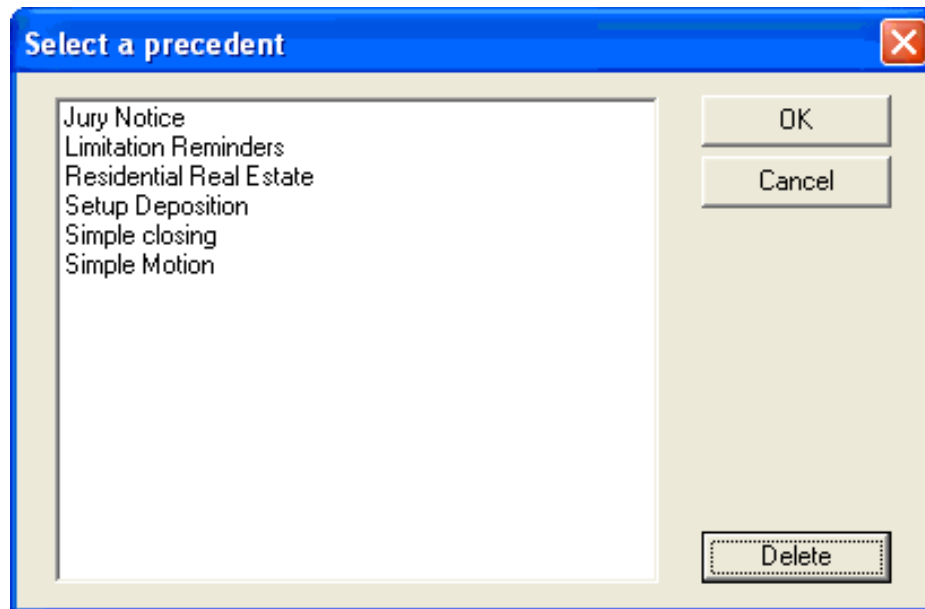 Select a precedent
Jury Notice
Limitation Reminders
Residential Real Estate
Setup Deposition
Simple closing
Simple Motion
OK
Cancel
Delete